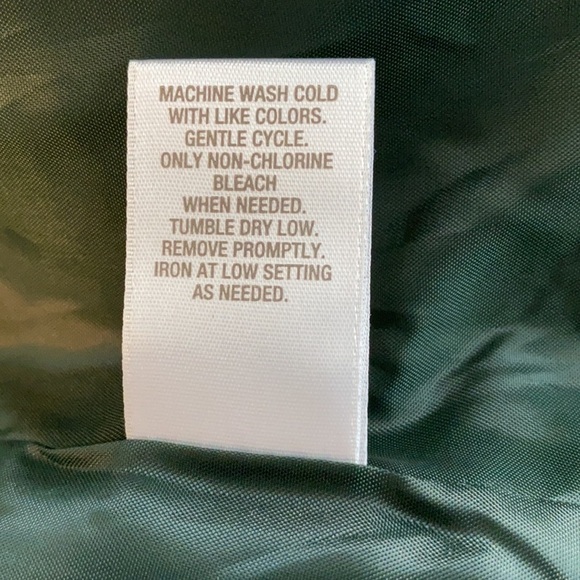 MACHINE WASH COLD
WITH LIKE COLORS.
GENTLE CYCLE.
ONLY NON-CHLORINE
BLEACH
WHEN NEEDED.
TUMBLE DRY LOW.
REMOVE PROMPTLY.
IRON AT LOW SETTING
AS NEEDED.